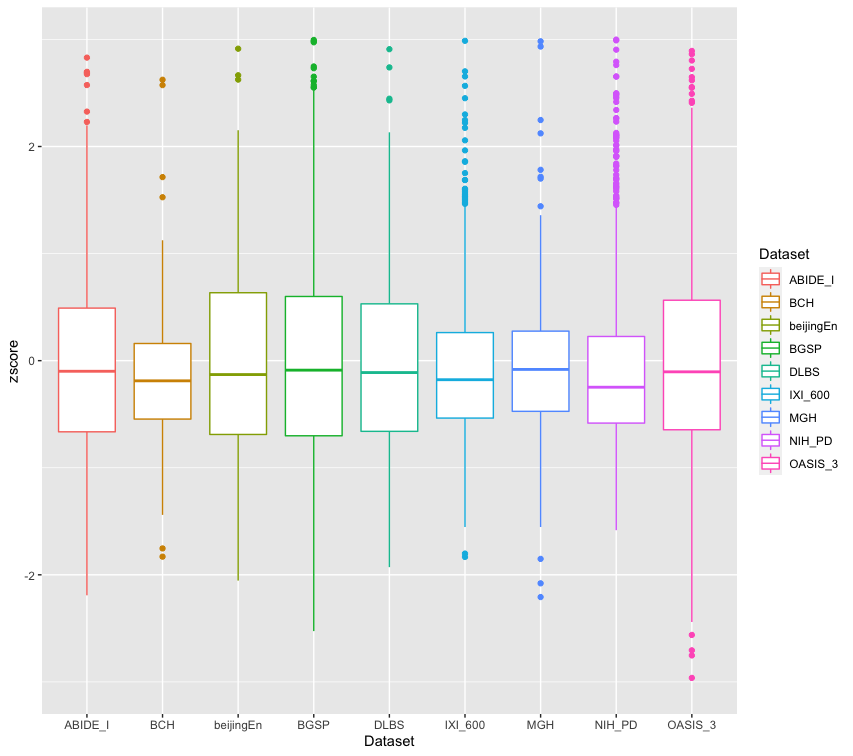 zscore
2
0
-2
ABIDE_I BCH beijingEn BGSP DLBS IXI_600 MGH NIH_PD OASIS_3
Dataset
Dataset
ABIDE_I
BCH
beijingEn
BGSP
DLBS
IXI_600
MGH
NIH_PD
OASIS_3